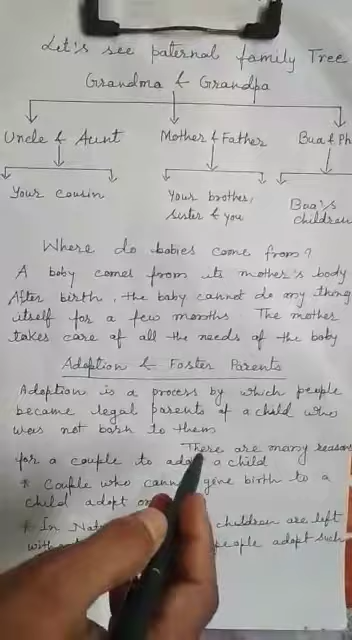 Let's see paternal family Tree
Grandma & Grandpa
Uncle & Aunt Mother & Father Bua & Ph
Your cousin Your brother, Bua's
sister & you children
Where do babies come from?
A baby comes from its mother's body
After birth, the baby cannot do any thing
itself for a few months. The mother
takes care of all the needs of the baby
Adoption & Foster Parents
Adoption is a process by which people
became legal parents of a child who
was not born to them
There are many reasons
for a couple to adopt a child
* Couple who cannot give birth to a
child adopt
* In children are left
people adopt such